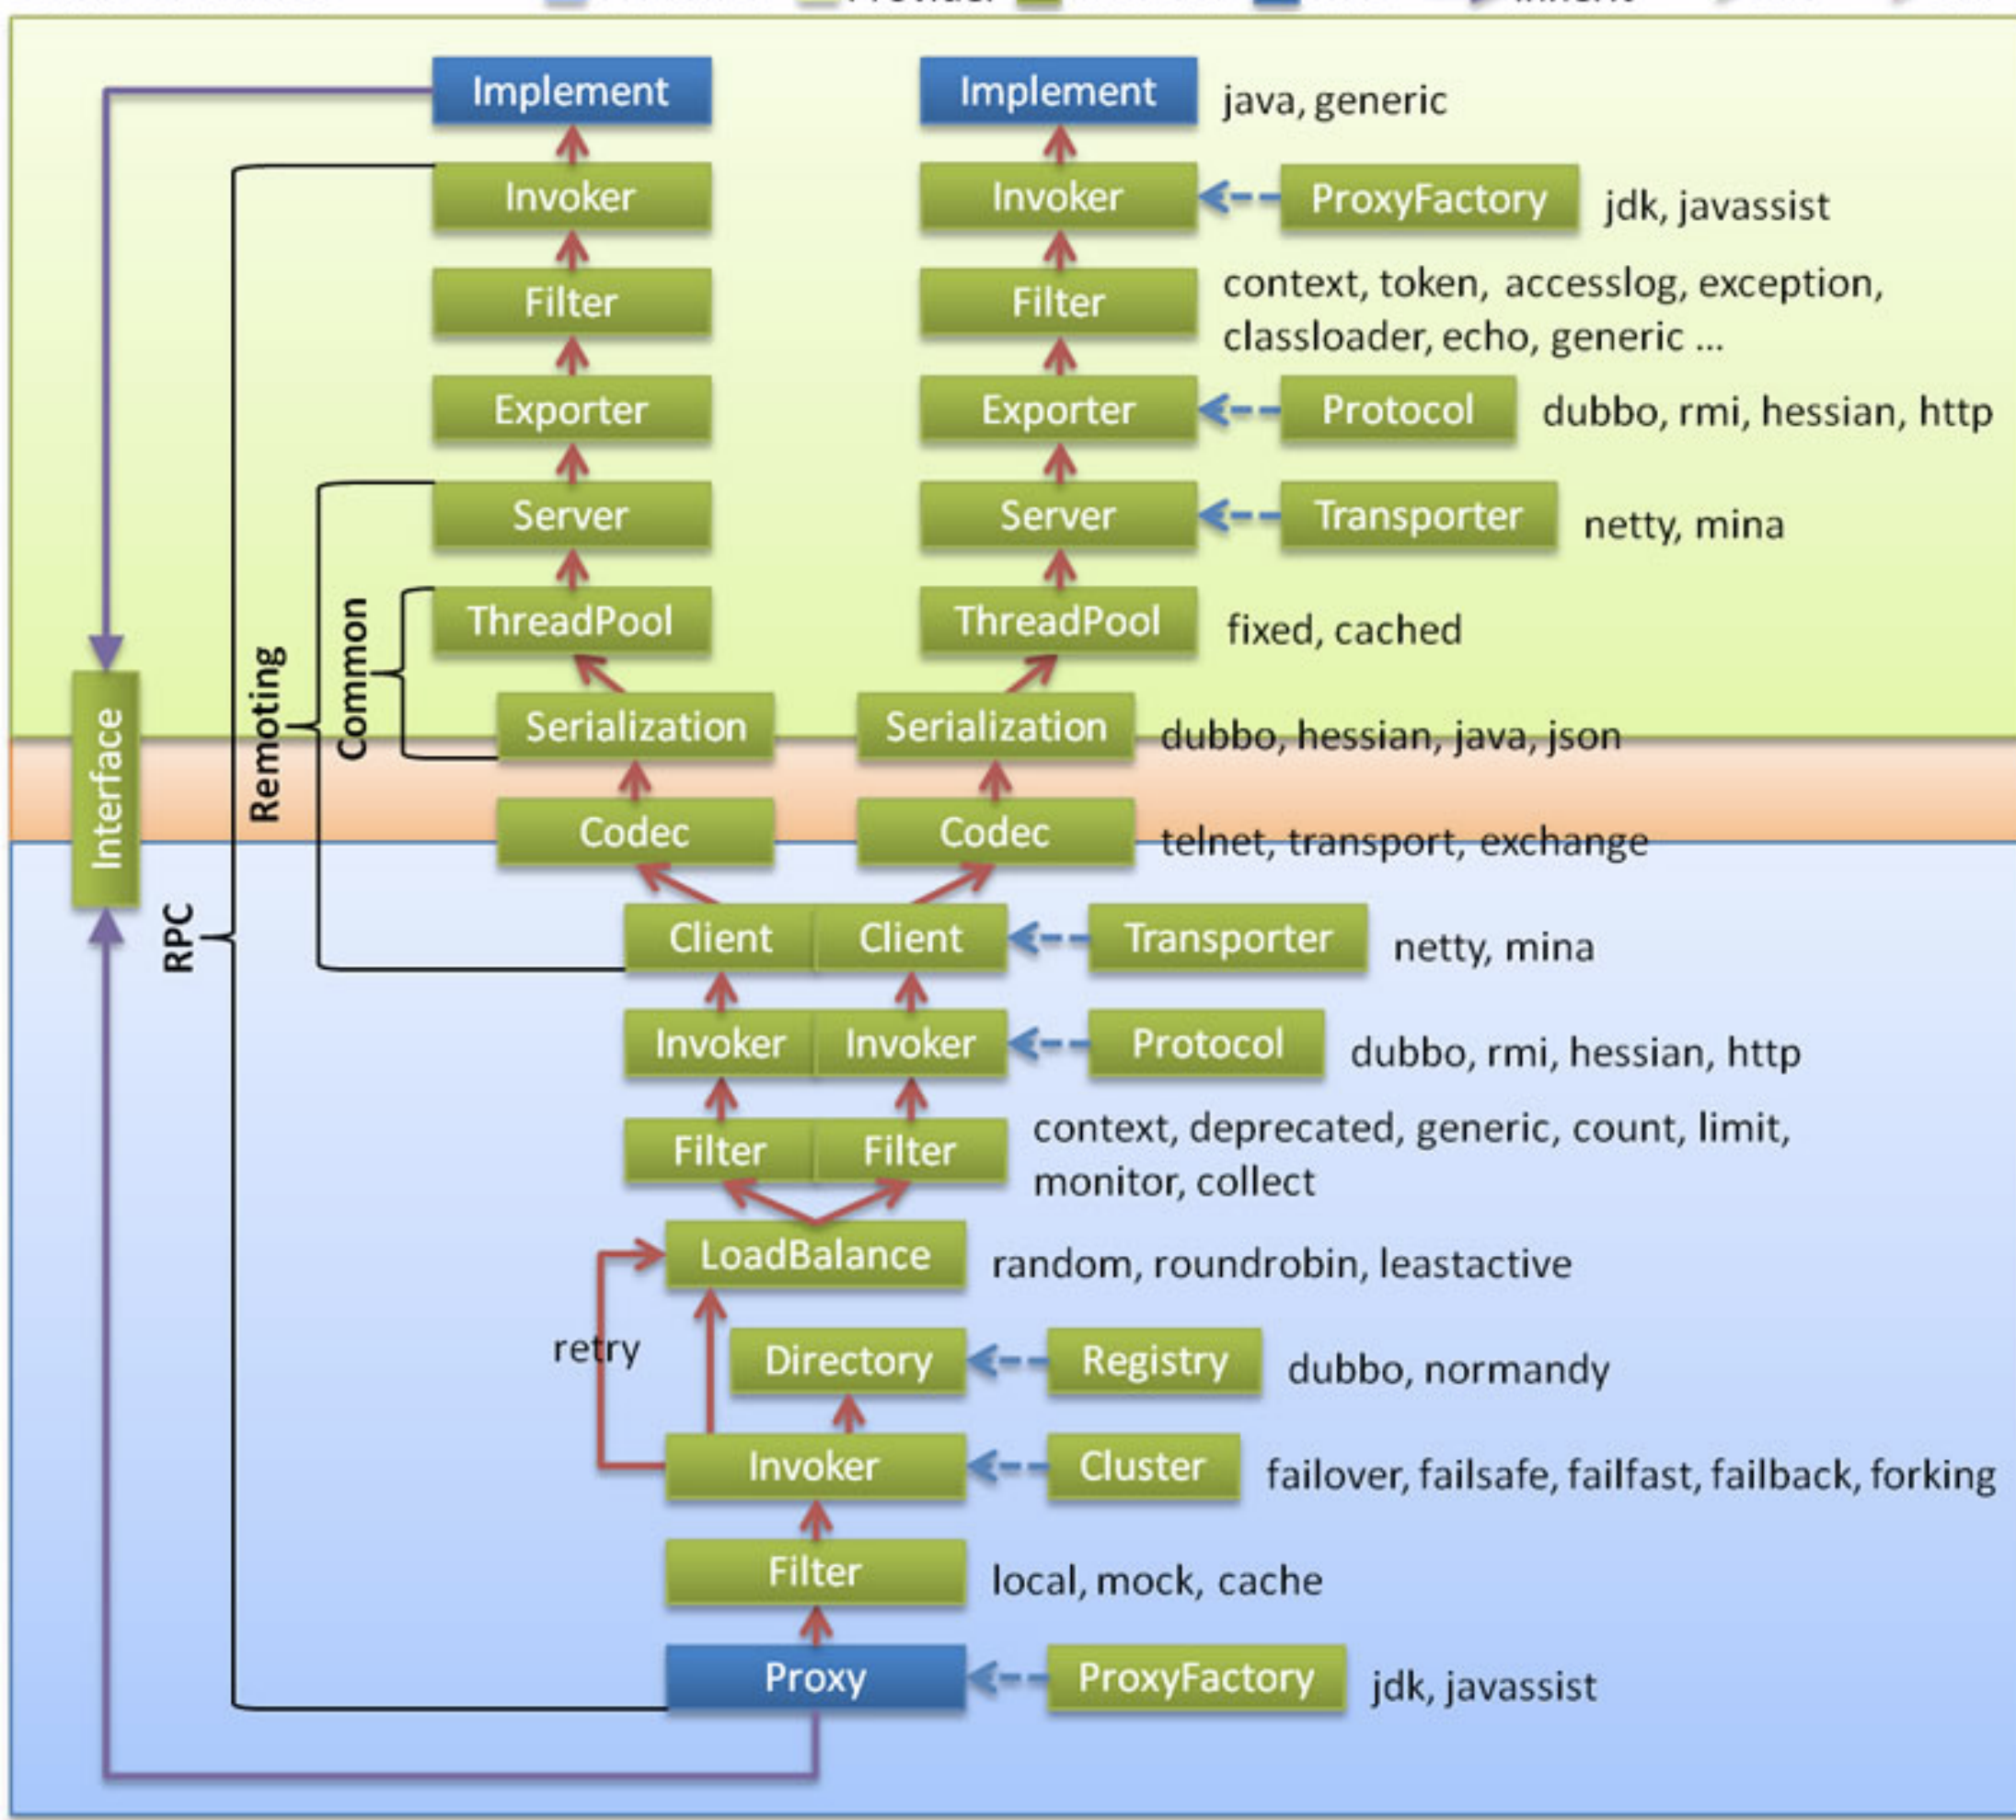 Implement
Implement
java, generic
Invoker
Invoker
ProxyFactory
jdk, javassist
Filter
Filter
context, token, accesslog, exception,
classloader, echo, generic ...
Exporter
Exporter
Protocol
dubbo, rmi, hessian, http
Server
Server
Transporter
netty, mina
ThreadPool
ThreadPool
fixed, cached
Common
Remoting
Serialization
Serialization
dubbo, hessian, java, json
Interface
Codec
Codec
telnet, transport, exchange
RPC
Client
Client
Transporter
netty, mina
Invoker
Invoker
Protocol
dubbo, rmi, hessian, http
Filter
Filter
context, deprecated, generic, count, limit,
monitor, collect
LoadBalance
random, roundrobin, leastactive
retry
Directory
Registry
dubbo, normandy
Invoker
Cluster
failover, failsafe, failfast, failback, forking
Filter
local, mock, cache
Proxy
ProxyFactory
jdk, javassist